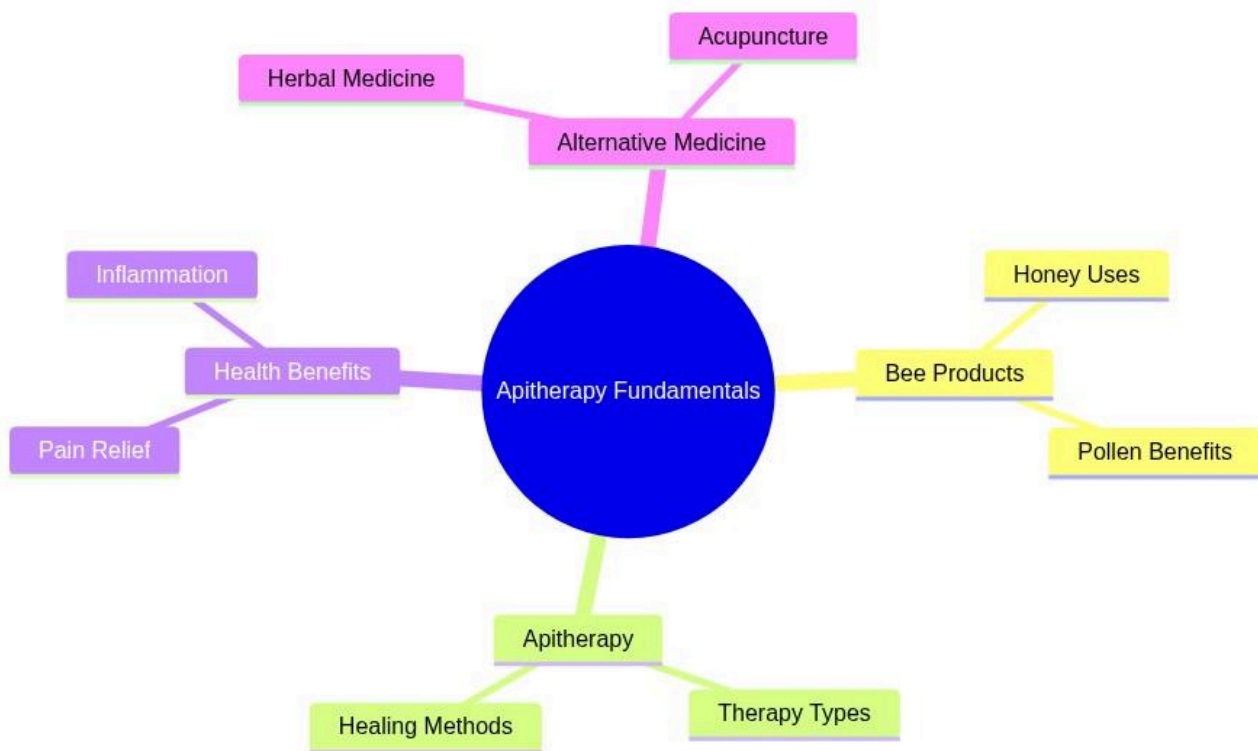 Acupuncture
Herbal Medicine
Alternative Medicine
Inflammation
Honey Uses
Health Benefits
Bee Products
Apitherapy Fundamentals
Pain Relief
Pollen Benefits
Apitherapy
Healing Methods
Therapy Types